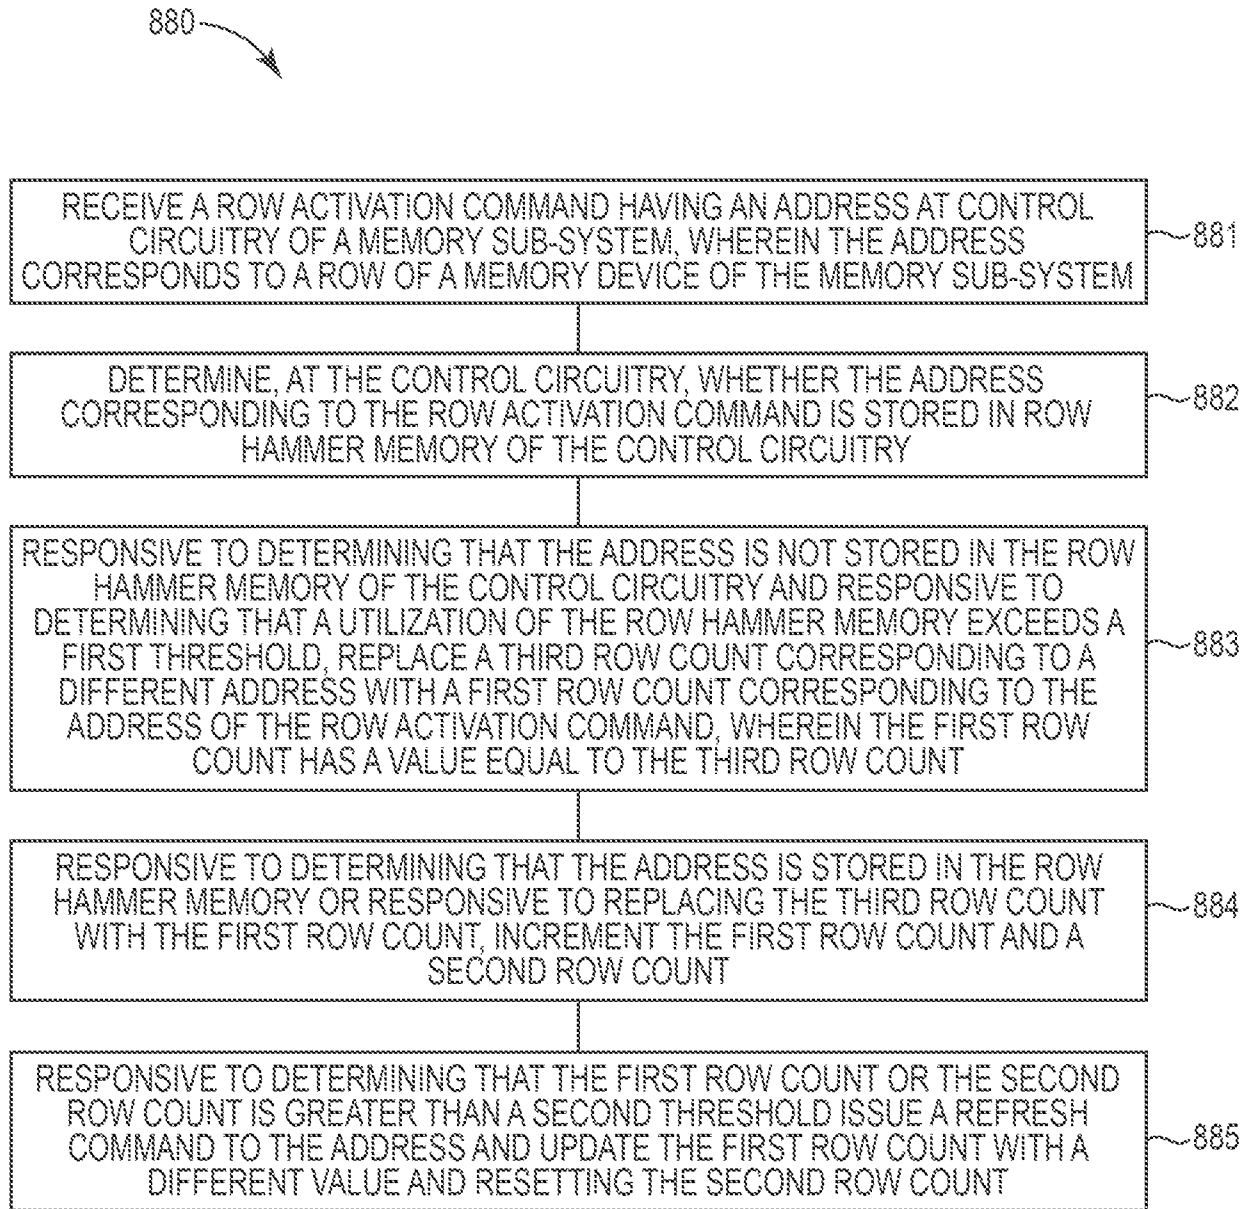 880
RECEIVE A ROW ACTIVATION COMMAND HAVING AN ADDRESS AT CONTROL
CIRCUITRY OF A MEMORY SUB-SYSTEM, WHEREIN THE ADDRESS
CORRESPONDS TO A ROW OF A MEMORY DEVICE OF THE MEMORY SUB-SYSTEM
881
DETERMINE, AT THE CONTROL CIRCUITRY, WHETHER THE ADDRESS
CORRESPONDING TO THE ROW ACTIVATION COMMAND IS STORED IN ROW
HAMMER MEMORY OF THE CONTROL CIRCUITRY
882
RESPONSIVE TO DETERMINING THAT THE ADDRESS IS NOT STORED IN THE ROW
HAMMER MEMORY OF THE CONTROL CIRCUITRY AND RESPONSIVE TO
DETERMINING THAT A UTILIZATION OF THE ROW HAMMER MEMORY EXCEEDS A
FIRST THRESHOLD, REPLACE A THIRD ROW COUNT CORRESPONDING TO A
DIFFERENT ADDRESS WITH A FIRST ROW COUNT CORRESPONDING TO THE
ADDRESS OF THE ROW ACTIVATION COMMAND, WHEREIN THE FIRST ROW
COUNT HAS A VALUE EQUAL TO THE THIRD ROW COUNT
883
RESPONSIVE TO DETERMINING THAT THE ADDRESS IS STORED IN THE ROW
HAMMER MEMORY OR RESPONSIVE TO REPLACING THE THIRD ROW COUNT
WITH THE FIRST ROW COUNT, INCREMENT THE FIRST ROW COUNT AND A
SECOND ROW COUNT
884
RESPONSIVE TO DETERMINING THAT THE FIRST ROW COUNT OR THE SECOND
ROW COUNT IS GREATER THAN A SECOND THRESHOLD ISSUE A REFRESH
COMMAND TO THE ADDRESS AND UPDATE THE FIRST ROW COUNT WITH A
DIFFERENT VALUE AND RESETTING THE SECOND ROW COUNT
885